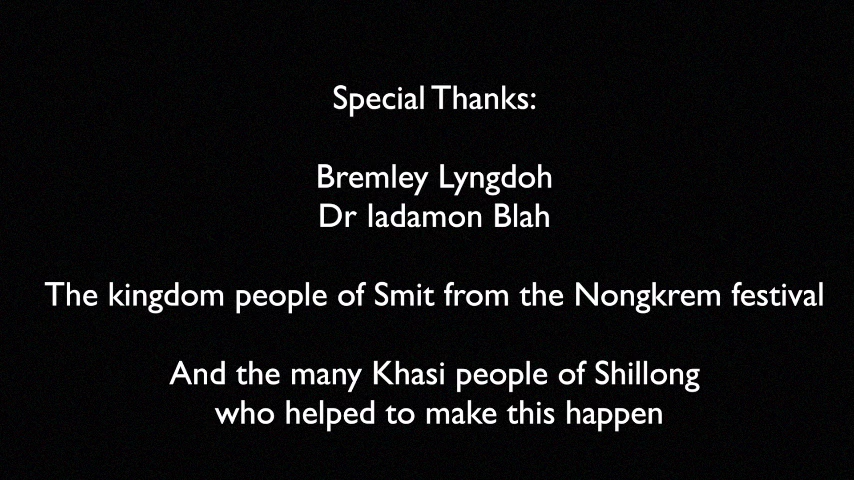 Special Thanks:
Bremley Lyngdoh
Dr Iadamon Blah
The kingdom people of Smit from the Nongkrem festival
And the many Khasi people of Shillong
who helped to make this happen